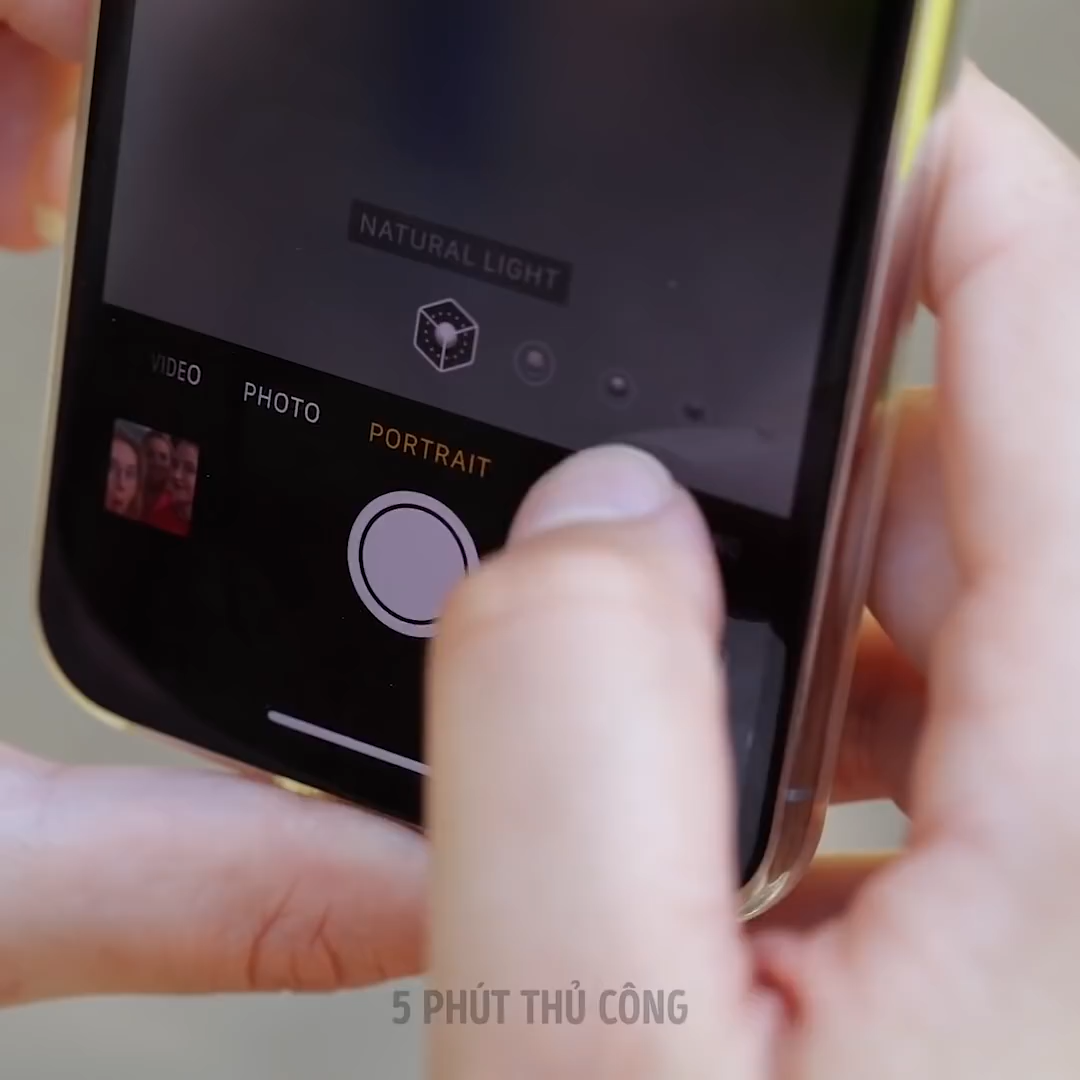 NATURAL LIGHT
VIDEO
PHOTO
PORTRAIT
5 PHÚT THỦ CÔNG